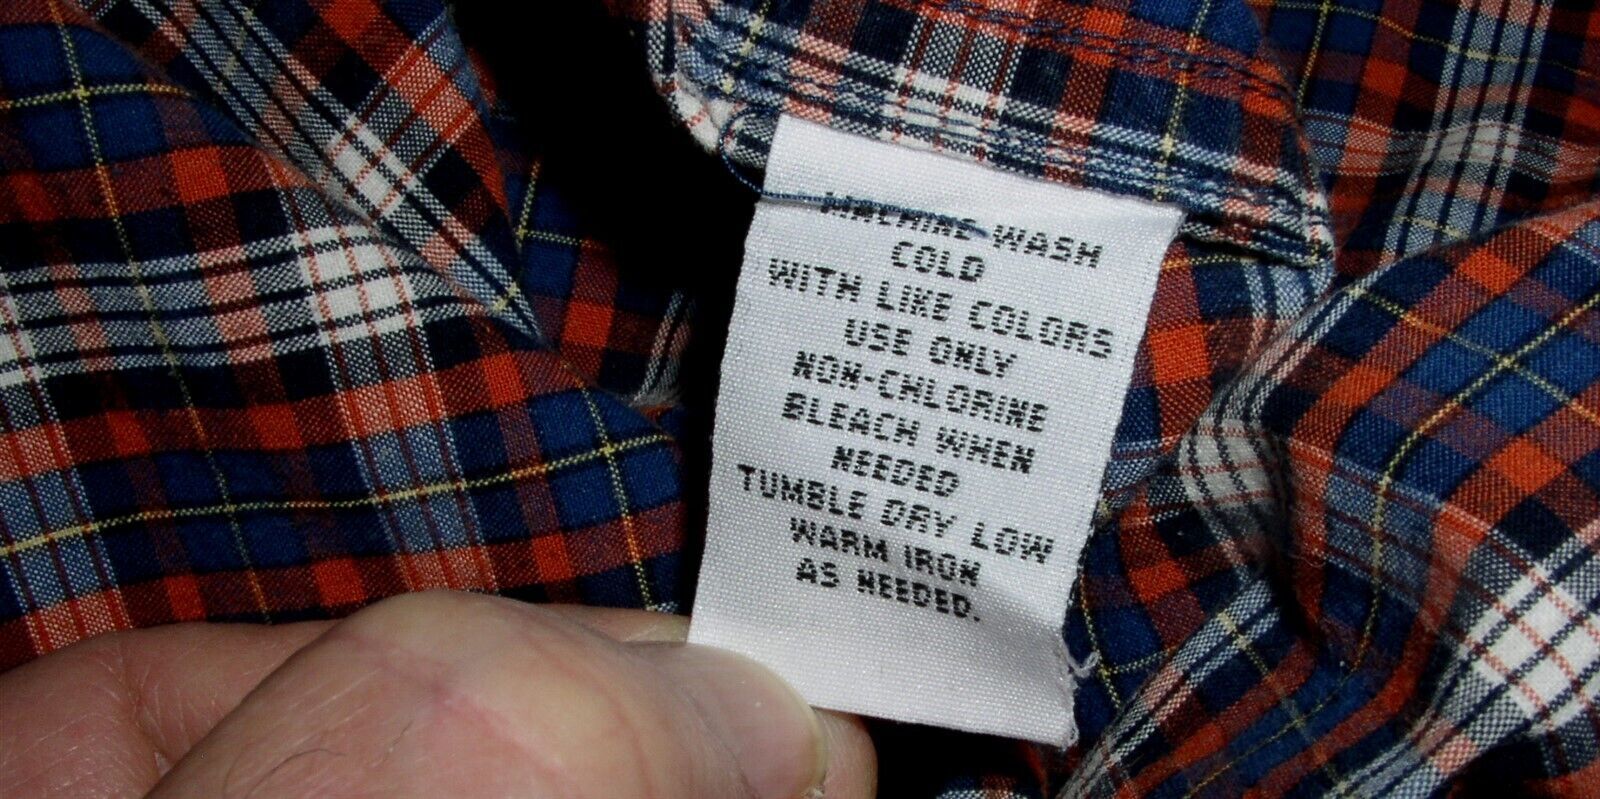 MACHINE WASH
COLD
WITH LIKE COLORS
USE ONLY
NON-CHLORINE
BLEACH WHEN
NEEDED
TUMBLE DRY LOW
WARM IRON
AS NEEDED.